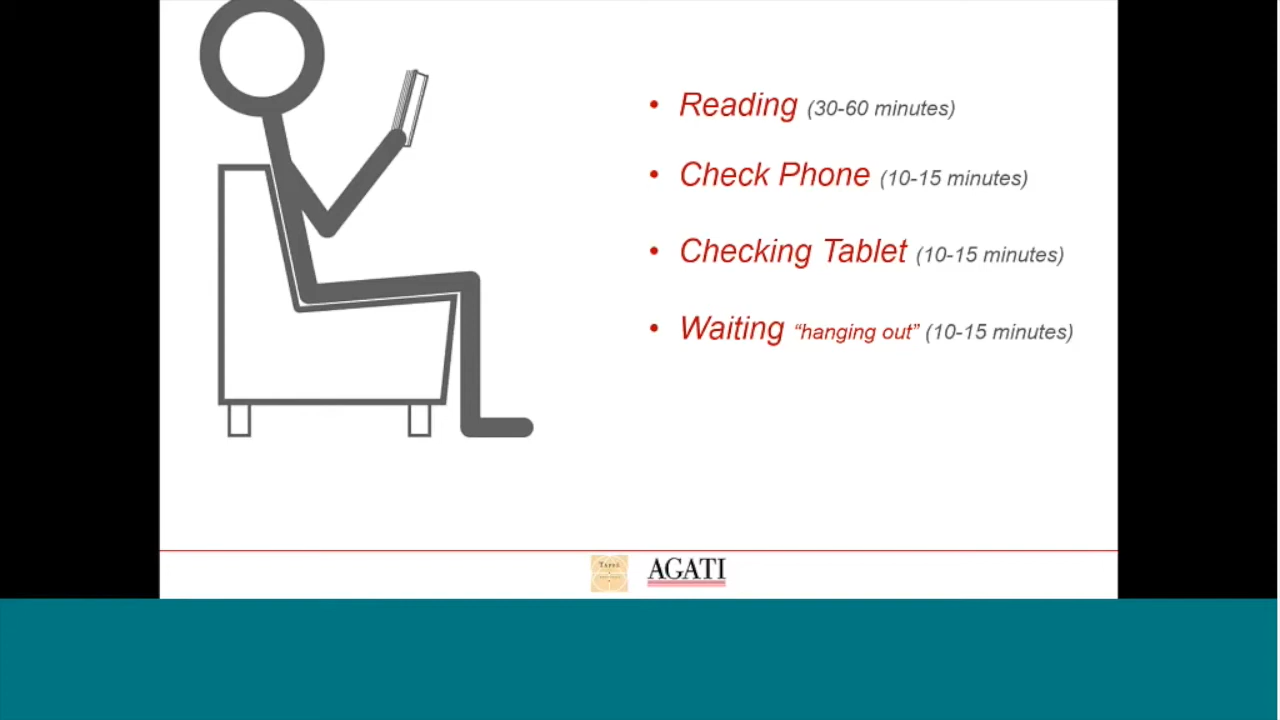 • Reading (30-60 minutes)
• Check Phone (10-15 minutes)
• Checking Tablet (10-15 minutes)
• Waiting “hanging out” (10-15 minutes)
AGATI